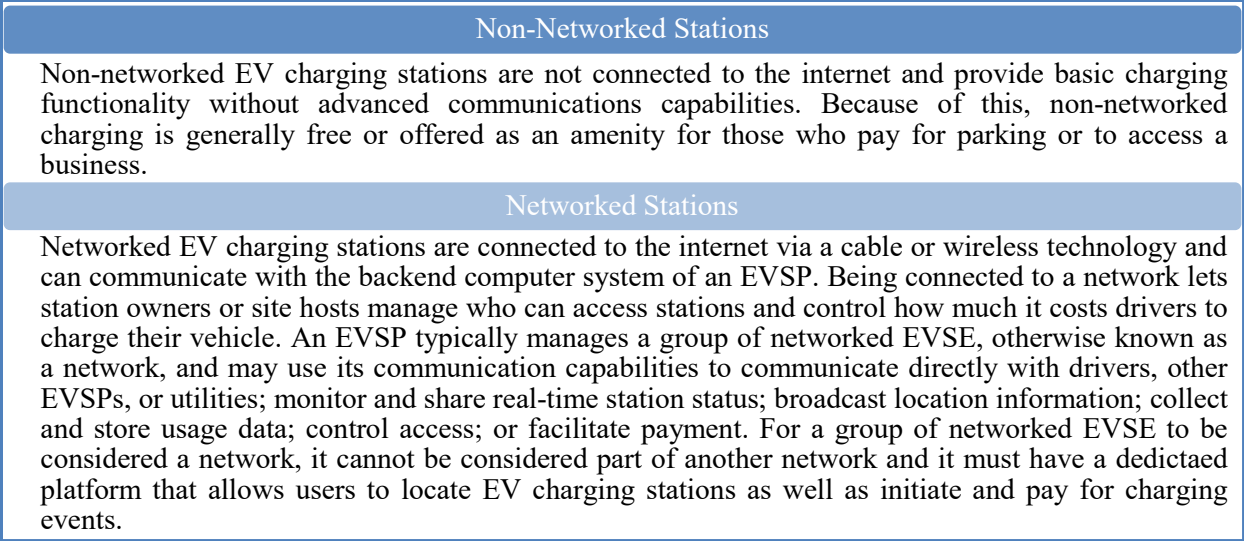 Non-Networked Stations
Non-networked EV charging stations are not connected to the internet and provide basic charging
functionality without advanced communications capabilities. Because of this, non-networked
charging is generally free or offered as an amenity for those who pay for parking or to access a
business.
Networked Stations
Networked EV charging stations are connected to the internet via a cable or wireless technology and
can communicate with the backend computer system of an EVSP. Being connected to a network lets
station owners or site hosts manage who can access stations and control how much it costs drivers to
charge their vehicle. An EVSP typically manages a group of networked EVSE, otherwise known as
a network, and may use its communication capabilities to communicate directly with drivers, other
EVSPs, or utilities; monitor and share real-time station status; broadcast location information; collect
and store usage data; control access; or facilitate payment. For a group of networked EVSE to be
considered a network, it cannot be considered part of another network and it must have a dedictaed
platform that allows users to locate EV charging stations as well as initiate and pay for charging
events.